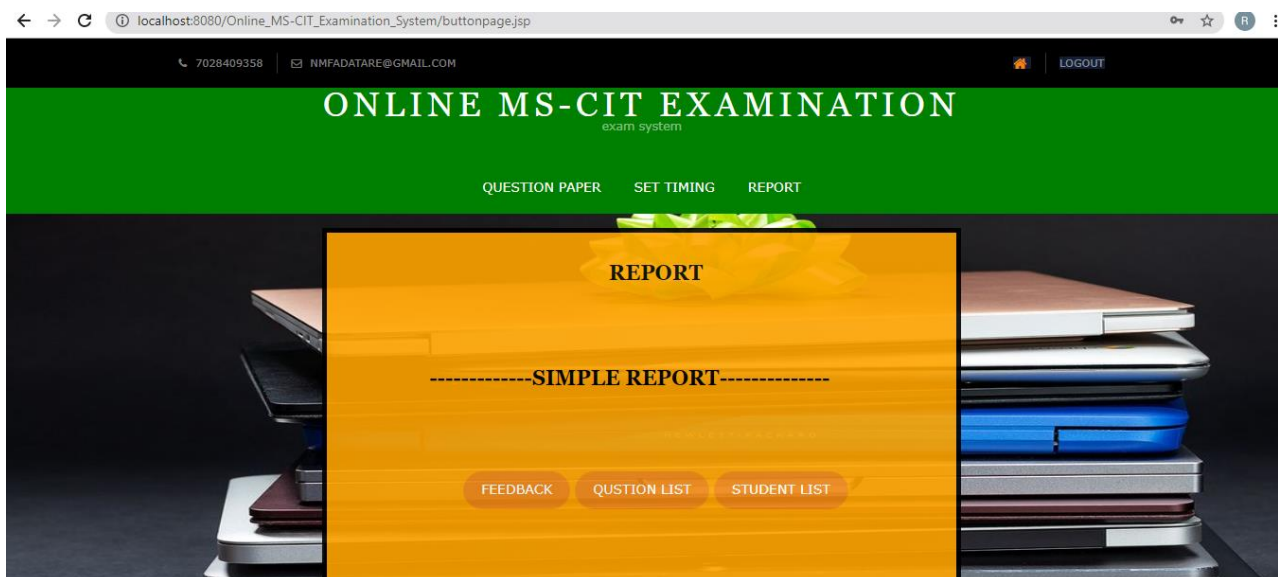 localhost:8080/Online_MS-CIT_Examination_System/buttonpage.jsp
R
7028409358 NMFADATARE@GMAIL.COM LOGOUT
ONLINE MS-CIT EXAMINATION
exam system
QUESTION PAPER SET TIMING REPORT
REPORT
-------------SIMPLE REPORT--------------
FEEDBACK QUSTION LIST STUDENT LIST